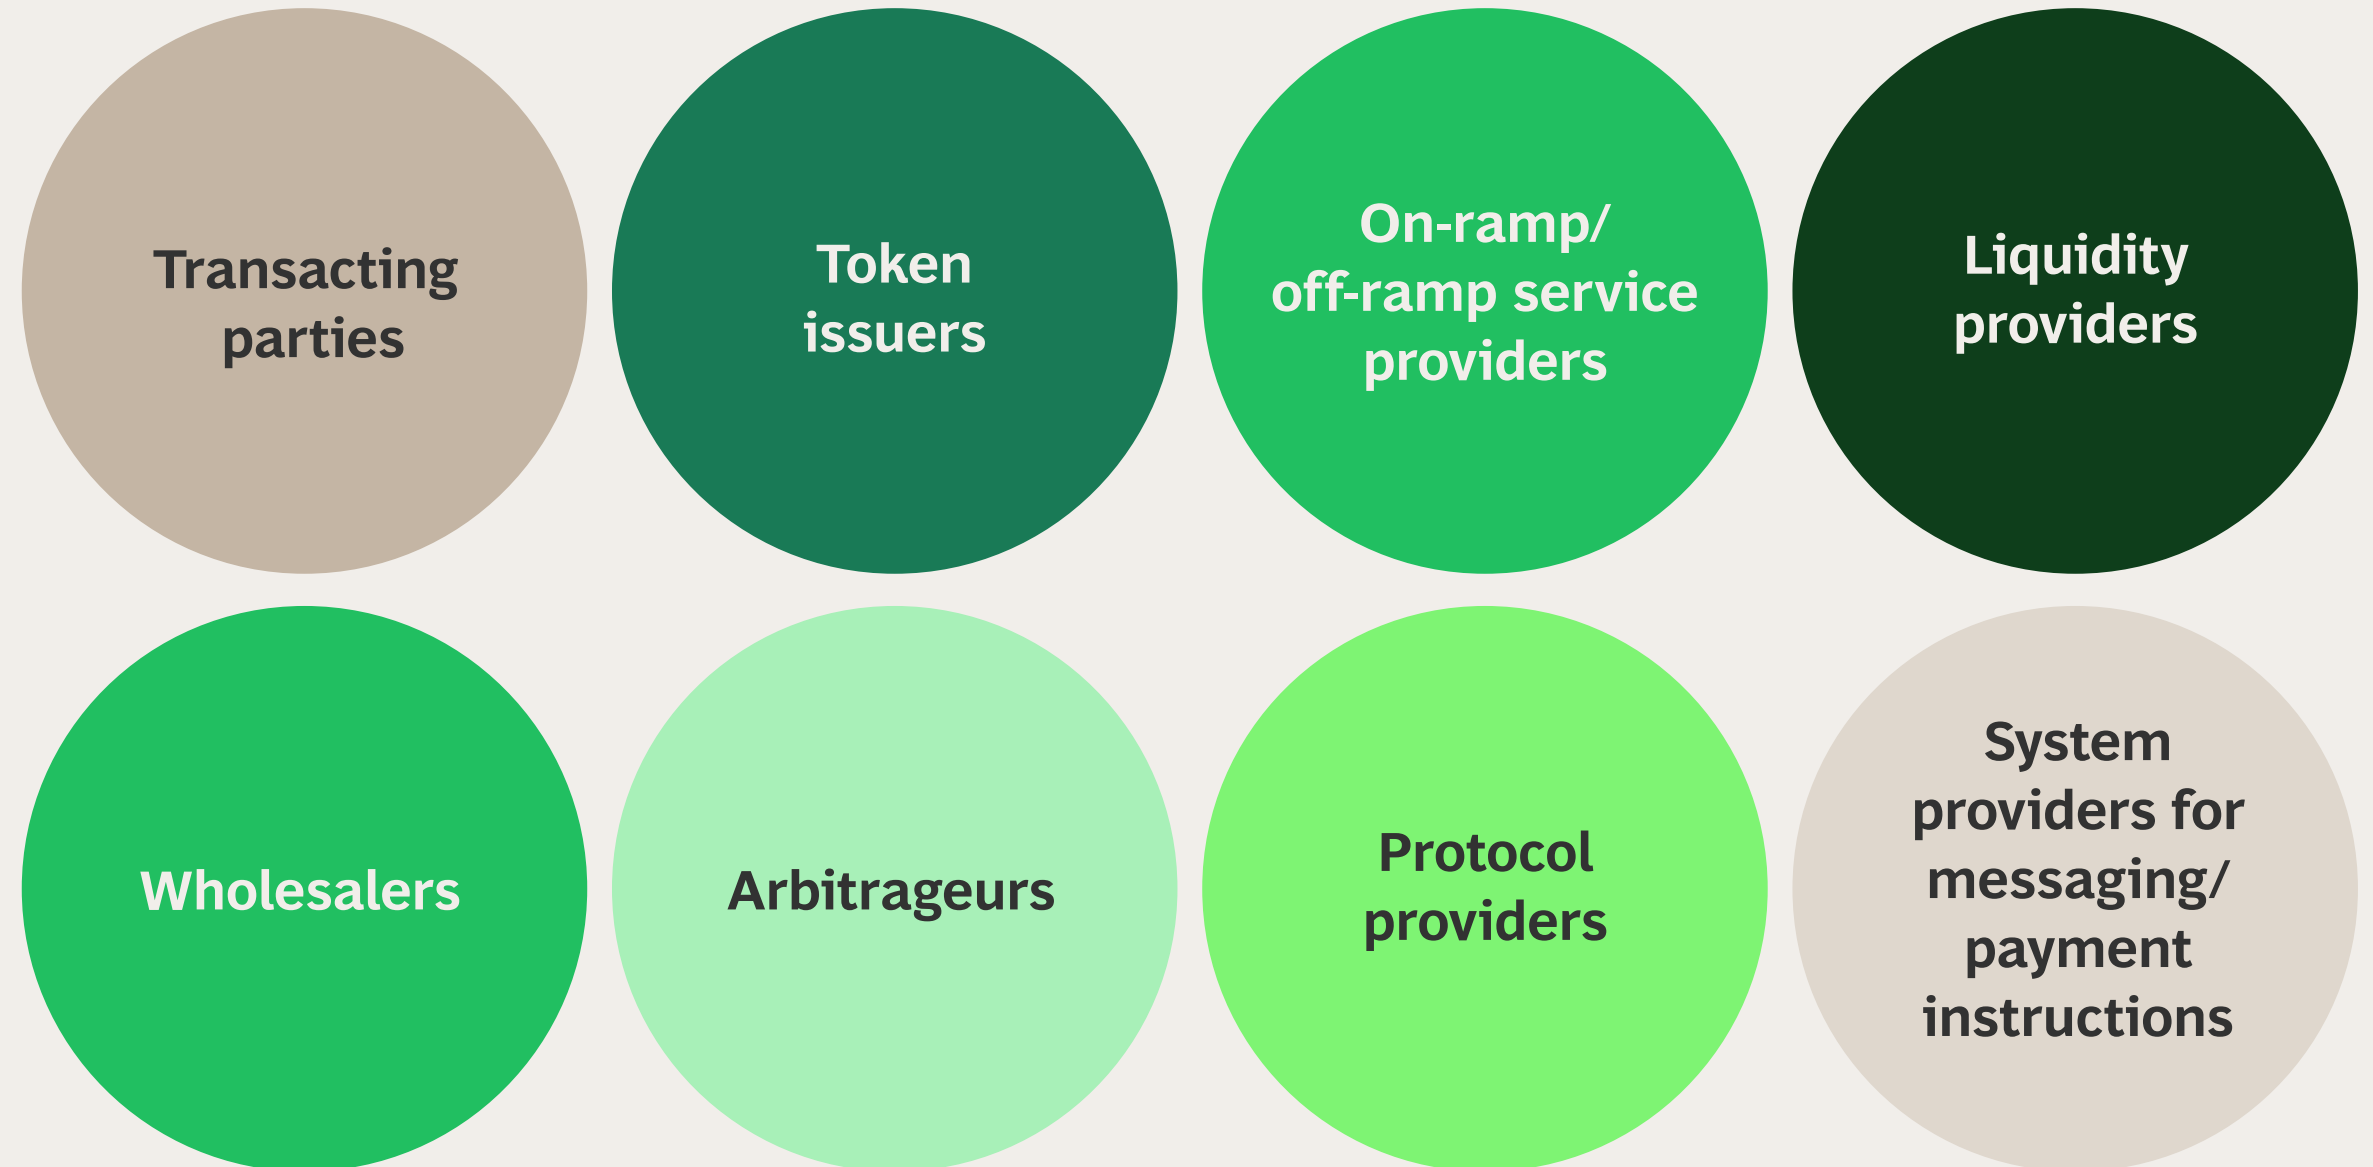 Transacting
parties
Token
issuers
On-ramp/
off-ramp service
providers
Liquidity
providers
Wholesalers
Arbitrageurs
Protocol
providers
System
providers for
messaging/
payment
instructions